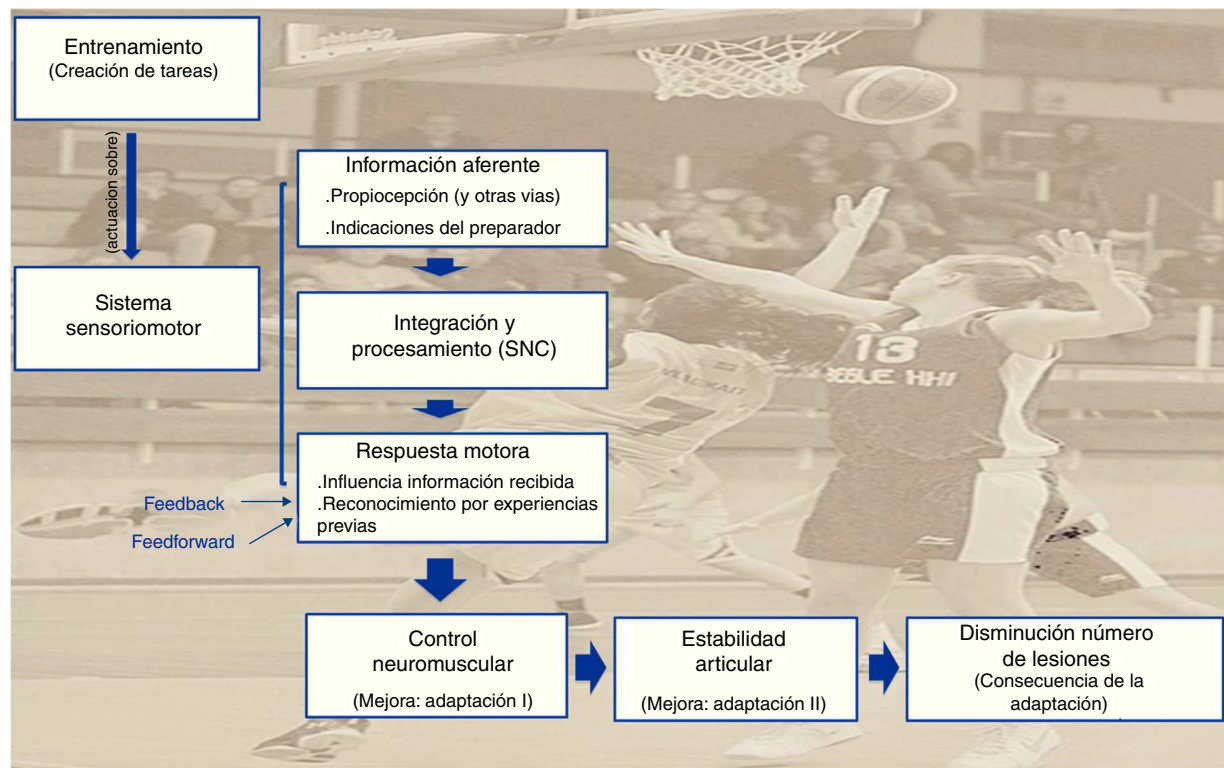 Entrenamiento
(Creación de tareas)
(actuacion sobre)
Sistema
sensoriomotor
Información aferente
.Propiocepción (y otras vias)
.Indicaciones del preparador
Integración y
procesamiento (SNC)
Respuesta motora
.Influencia información recibida
.Reconocimiento por experiencias
previas
Feedback
Feedforward
Control
neuromuscular
(Mejora: adaptación I)
Estabilidad
articular
(Mejora: adaptación II)
Disminución número
de lesiones
(Consecuencia de la
adaptación)
13